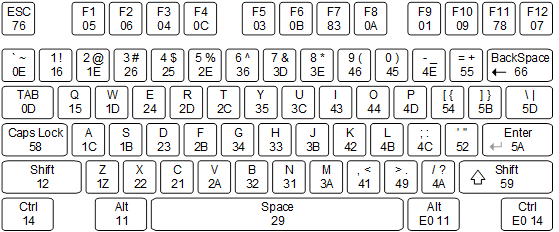 ESC F1 F2 F3 F4 F5 F6 F7 F8 F9 F10 F11 F12
76 05 06 04 0C 03 0B 83 0A 01 09 78 07
` ~ 1 ! 2 @ 3 # 4 $ 5 % 6 ^ 7 & 8 * 9 ( 0 ) - _ = + BackSpace
0E 16 1E 26 25 2E 36 3D 3E 46 45 4E 55 ← 66
TAB Q W E R T Y U I O P [ { ] } \ |
0D 15 1D 24 2D 2C 35 3C 43 44 4D 54 5B 5D
Caps Lock A S D F G H J K L ; : ' " Enter
58 1C 1B 23 2B 34 33 3B 42 4B 4C 52 ↵ 5A
Shift Z X C V B N M , < > . / ? ⇧ Shift
12 1Z 22 21 2A 32 31 3A 41 49 4A 59
Ctrl Alt Space Alt Ctrl
14 11 29 E0 11 E0 14